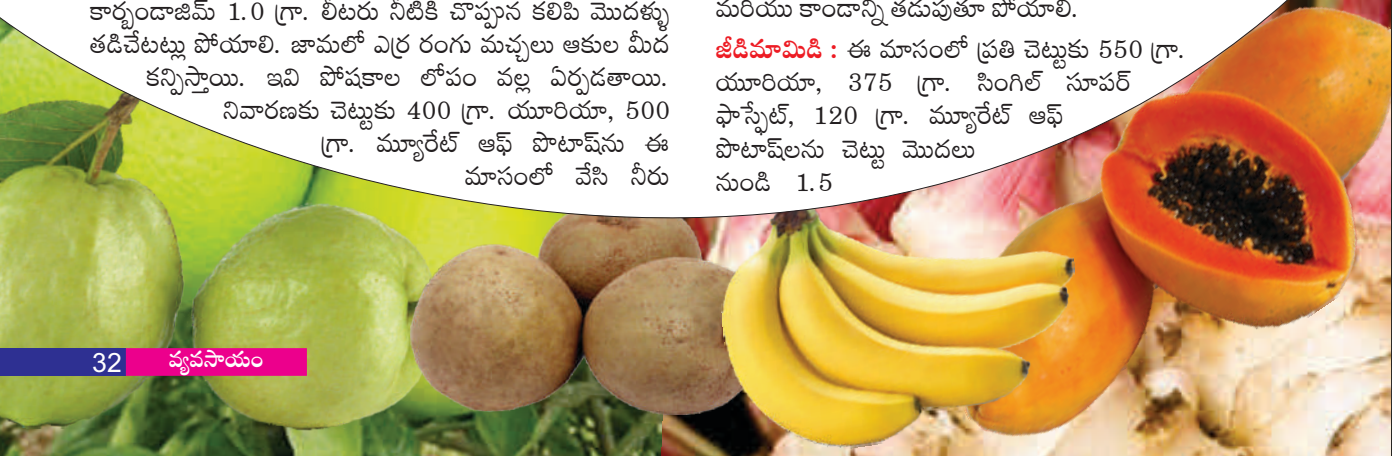 కార్బండాజిమ్ 1.0 గ్రా. లీటరు నీటికి చొప్పున కలిపి మొదళ్ళు
తడిచేటట్లు పోయాలి. జామలో ఎర్ర రంగు మచ్చలు ఆకుల మీద
కన్పిస్తాయి. ఇవి పోషకాల లోపం వల్ల ఏర్పడతాయి.
నివారణకు చెట్టుకు 400 గ్రా. యూరియా, 500
గ్రా. మ్యూరేట్ ఆఫ్ పొటాష్‌ను ఈ
మాసంలో వేసి నీరు
మరియు కాండాన్ని తడుపుతూ పోయాలి.
జీడిమామిడి : ఈ మాసంలో ప్రతి చెట్టుకు 550 గ్రా.
యూరియా, 375 గ్రా. సింగిల్ సూపర్
ఫాస్ఫేట్, 120 గ్రా. మ్యూరేట్ ఆఫ్
పొటాష్‌లను చెట్టు మొదలు
నుండి 1.5
32 వ్యవసాయం